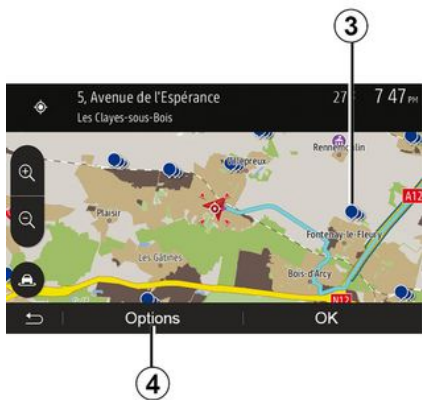 3
5, Avenue de l'Espérance
7 47 PM
Les Clayes-sous-Bois
Rennemoulin
Villepreux
A12
Plaisir
Fontenay-le-Fleury
Les Gâtines
Bois-d'Arcy
N12
Options
OK
4